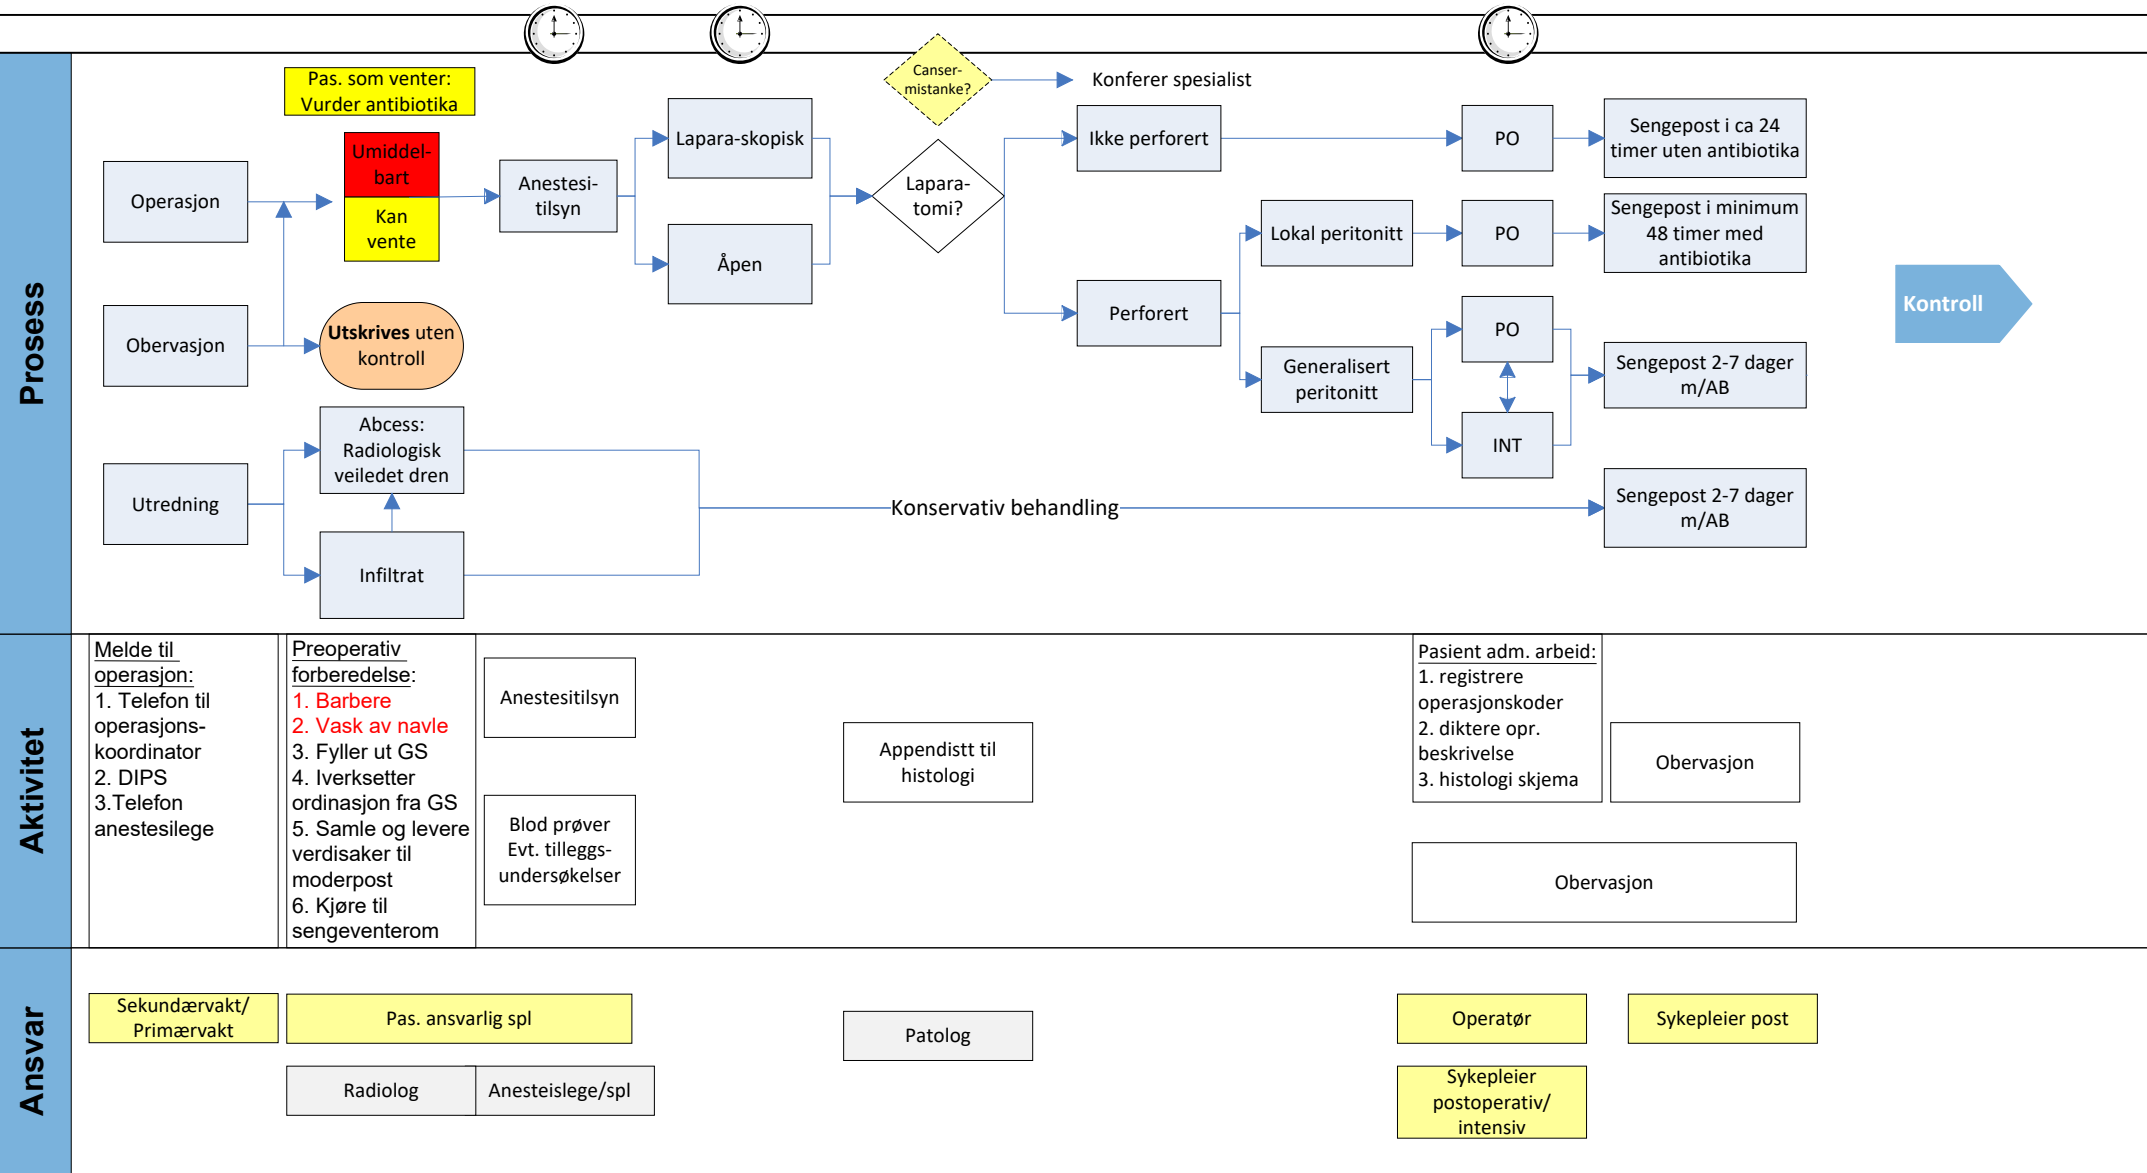 Prosess
Pas. som venter:
Vurder antibiotika
Canser-
mistanke?
Konferer spesialist
Operasjon
Umiddel-
bart
Kan
vente
Anestesi-
tilsyn
Lapara-skopisk
Åpen
Lapara-
tomi?
Ikke perforert
PO
Sengepost i ca 24
timer uten antibiotika
Lokal peritonitt
PO
Sengepost i minimum
48 timer med
antibiotika
Perforert
Generalisert
peritonitt
PO
INT
Sengepost 2-7 dager
m/AB
Kontroll
Obervasjon
Utskrives uten
kontroll
Utredning
Abcess:
Radiologisk
veiledet dren
Infiltrat
Konservativ behandling
Sengepost 2-7 dager
m/AB
Aktivitet
Melde til
operasjon:
1. Telefon til
operasjons-
koordinator
2. DIPS
3.Telefon
anestesilege
Preoperativ
forberedelse:
1. Barbere
2. Vask av navle
3. Fyller ut GS
4. Iverksetter
ordinasjon fra GS
5. Samle og levere
verdisaker til
moderpost
6. Kjøre til
sengeventerom
Anestesitilsyn
Blod prøver
Evt. tilleggs-
undersøkelser
Appendistt til
histologi
Pasient adm. arbeid:
1. registrere
operasjonskoder
2. diktere opr.
beskrivelse
3. histologi skjema
Obervasjon
Obervasjon
Ansvar
Sekundærvakt/
Primærvakt
Pas. ansvarlig spl
Radiolog
Anesteislege/spl
Patolog
Operatør
Sykepleier post
Sykepleier
postoperativ/
intensiv